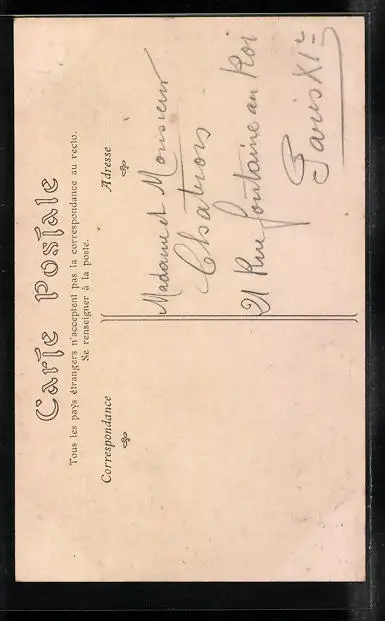 Carte Postale
Tous les pays étrangers n'acceptent pas la correspondance au recto.
Se renseigner à la poste.
Correspondance
Adresse
Madame et Monsieur
Chatrors
21 Rue fontaine au Roi
Paris XIe